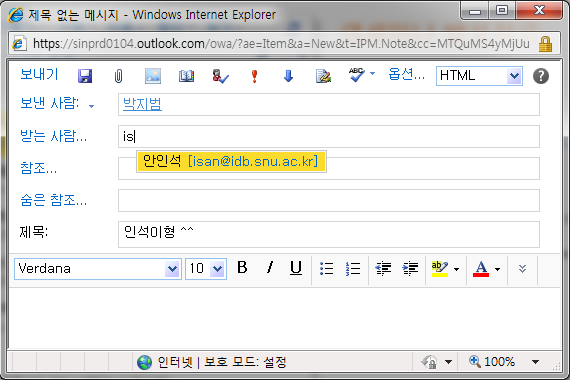 제목 없는 메시지 - Windows Internet Explorer
https://sinprd0104.outlook.com/owa/?ae=Item&a=New&t=IPM.Note&cc=MTQuMS4yMjUu
보내기 옵션... HTML
보낸 사람: 박지범
받는 사람... is
안인석 [isan@idb.snu.ac.kr]
참조...
숨은 참조...
제목: 인석이형 ^^
Verdana 10 B I U ab A
인터넷 | 보호 모드: 설정 100%